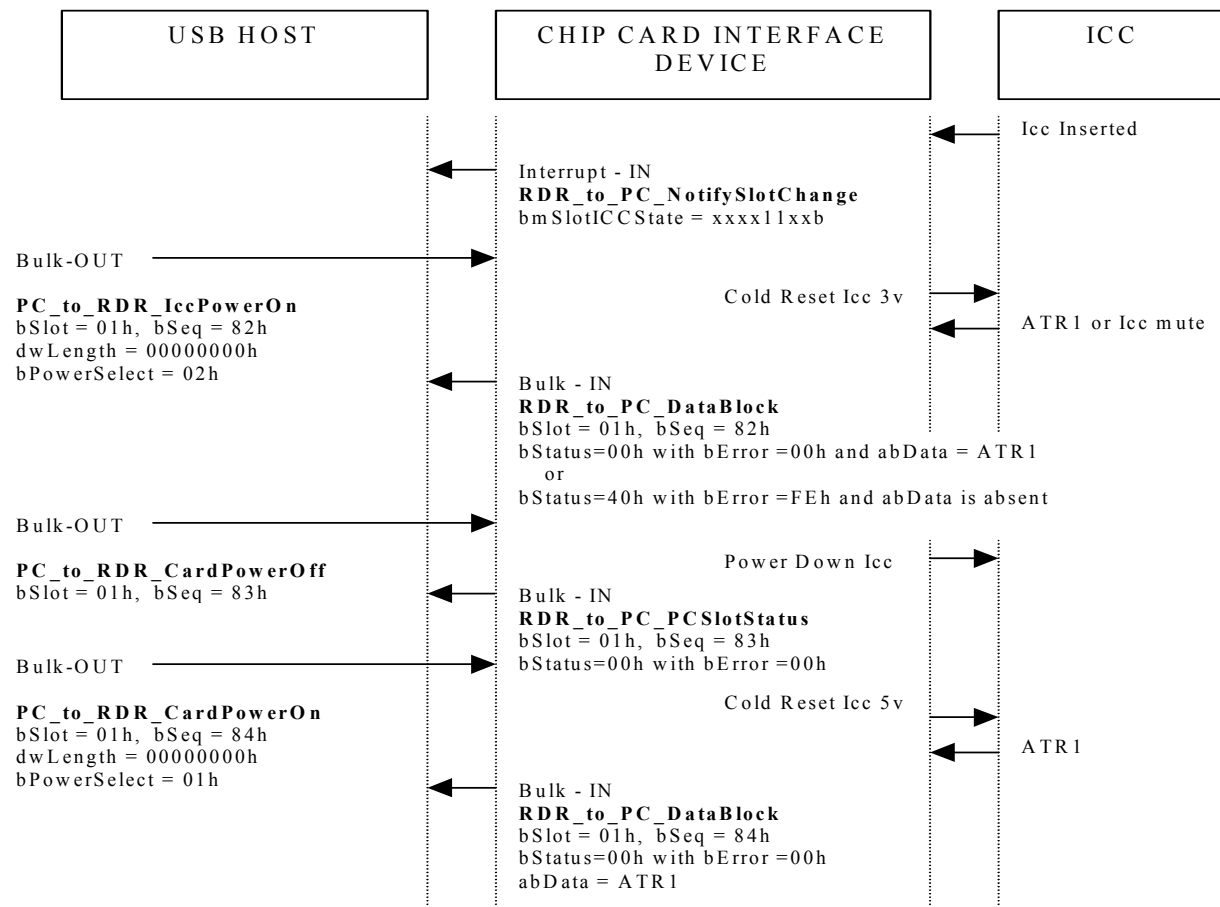 USB HOST
CHIP CARD INTERFACE
DEVICE
ICC
Icc Inserted
Interrupt - IN
RDR_to_PC_NotifySlotChange
bmSlotICCState = xxxx11xxb
Bulk-OUT
PC_to_RDR_IccPowerOn
bSlot = 01h, bSeq = 82h
dwLength = 00000000h
bPowerSelect = 02h
Cold Reset Icc 3v
ATR1 or Icc mute
Bulk - IN
RDR_to_PC_DataBlock
bSlot = 01h, bSeq = 82h
bStatus=00h with bError =00h and abData = ATR1
or
bStatus=40h with bError =FEh and abData is absent
Bulk-OUT
PC_to_RDR_CardPowerOff
bSlot = 01h, bSeq = 83h
Power Down Icc
Bulk - IN
RDR_to_PC_PCSlotStatus
bSlot = 01h, bSeq = 83h
bStatus=00h with bError =00h
Bulk-OUT
PC_to_RDR_CardPowerOn
bSlot = 01h, bSeq = 84h
dwLength = 00000000h
bPowerSelect = 01h
Cold Reset Icc 5v
ATR1
Bulk - IN
RDR_to_PC_DataBlock
bSlot = 01h, bSeq = 84h
bStatus=00h with bError =00h
abData = ATR1